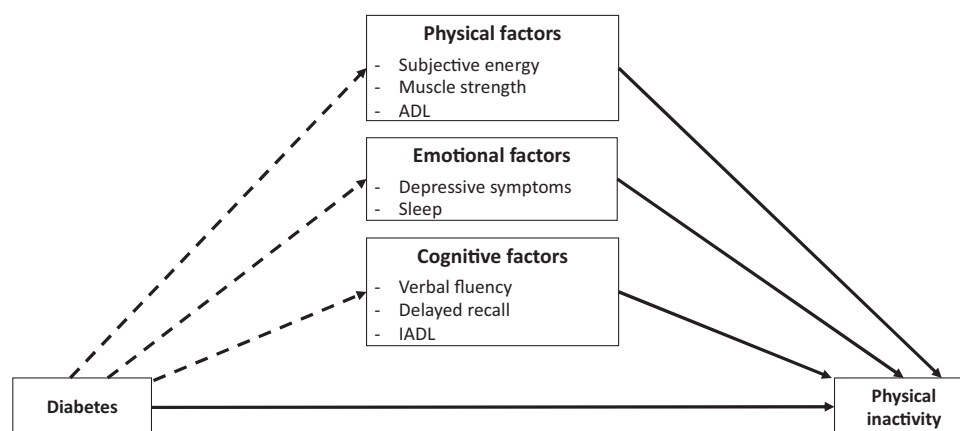 Physical factors
- Subjective energy
- Muscle strength
- ADL
Emotional factors
- Depressive symptoms
- Sleep
Cognitive factors
- Verbal fluency
- Delayed recall
- IADL
Diabetes
Physical
inactivity